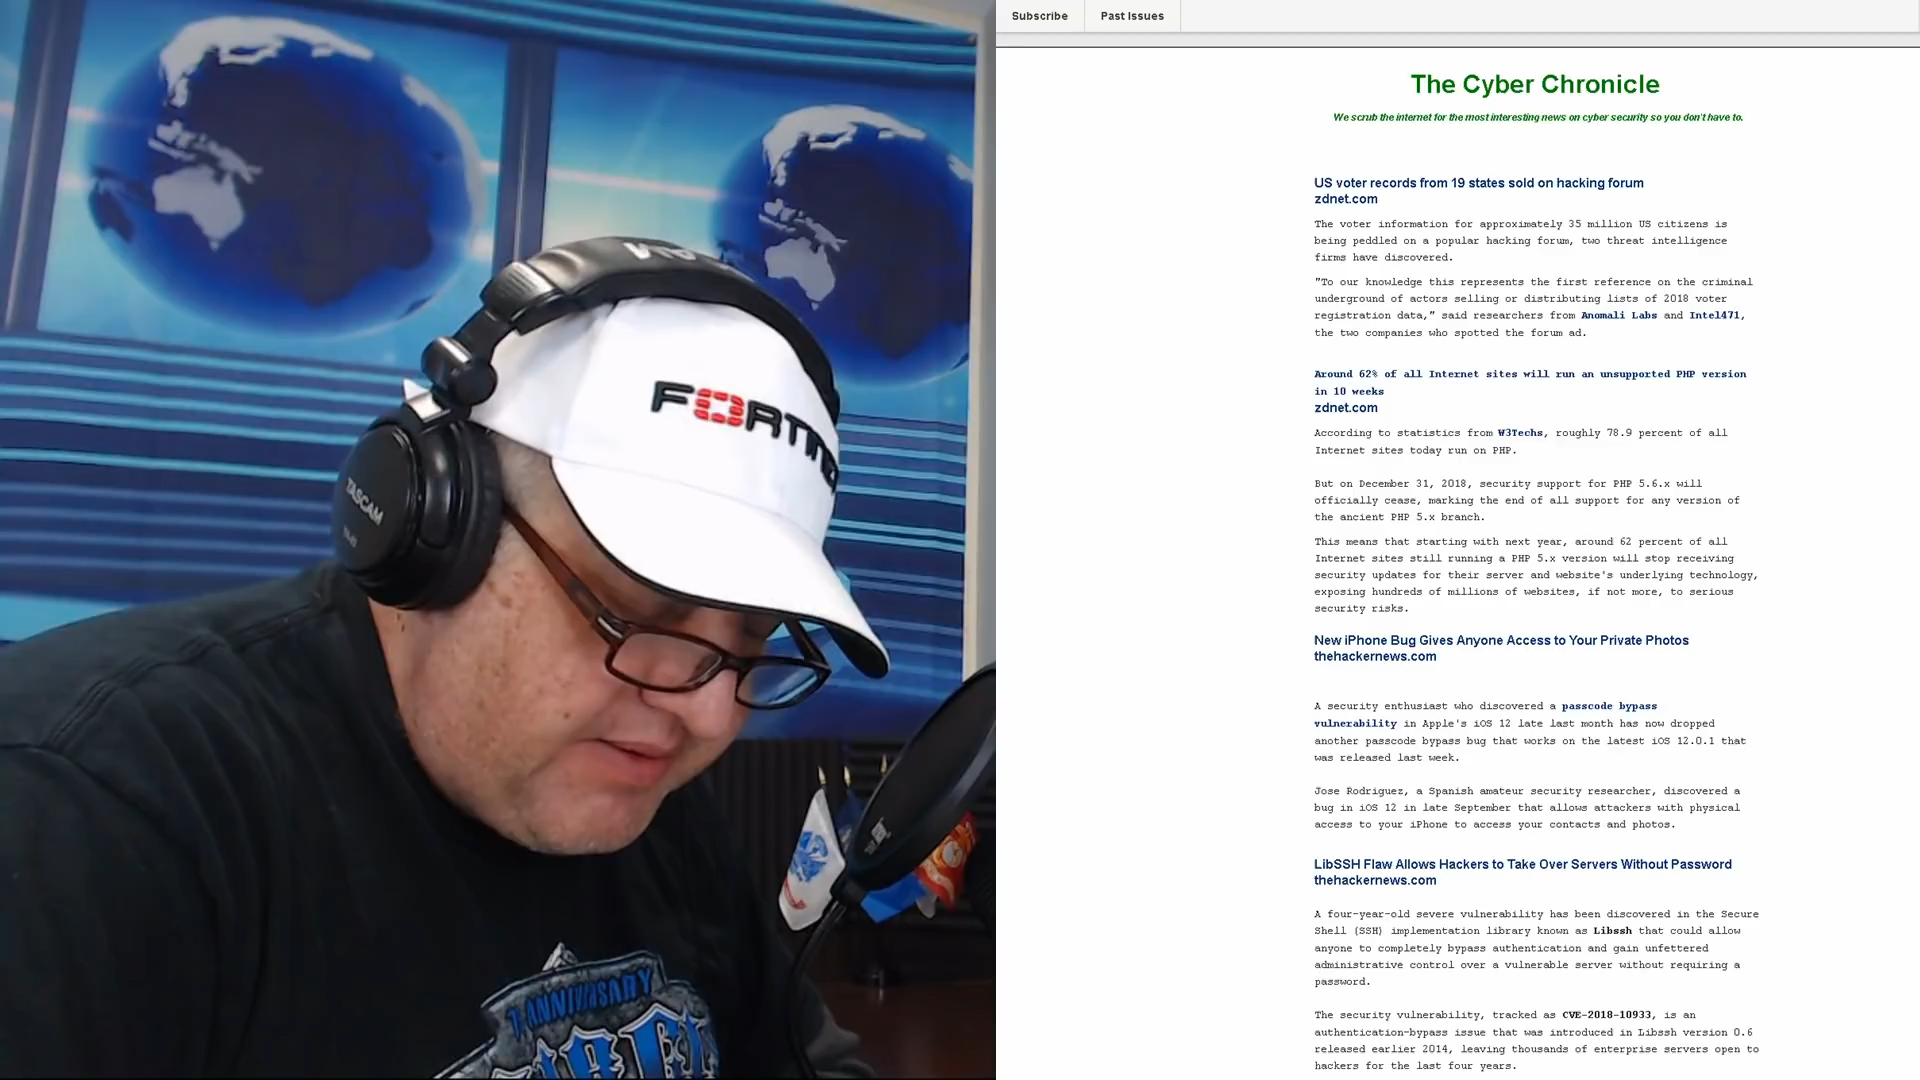 Subscribe
Past Issues
The Cyber Chronicle
We scrub the internet for the most interesting news on cyber security so you don't have to.
US voter records from 19 states sold on hacking forum
zdnet.com
The voter information for approximately 35 million US citizens is
being peddled on a popular hacking forum, two threat intelligence
firms have discovered.
"To our knowledge this represents the first reference on the criminal
underground of actors selling or distributing lists of 2018 voter
registration data," said researchers from Anomali Labs and Intel471,
the two companies who spotted the forum ad.
Around 62% of all Internet sites will run an unsupported PHP version
in 10 weeks
zdnet.com
According to statistics from W3Techs, roughly 78.9 percent of all
Internet sites today run on PHP.
But on December 31, 2018, security support for PHP 5.6.x will
officially cease, marking the end of all support for any version of
the ancient PHP 5.x branch.
This means that starting with next year, around 62 percent of all
Internet sites still running a PHP 5.x version will stop receiving
security updates for their server and website's underlying technology,
exposing hundreds of millions of websites, if not more, to serious
security risks.
New iPhone Bug Gives Anyone Access to Your Private Photos
thehackernews.com
A security enthusiast who discovered a passcode bypass
vulnerability in Apple's iOS 12 late last month has now dropped
another passcode bypass bug that works on the latest iOS 12.0.1 that
was released last week.
Jose Rodriguez, a Spanish amateur security researcher, discovered a
bug in iOS 12 in late September that allows attackers with physical
access to your iPhone to access your contacts and photos.
LibSSH Flaw Allows Hackers to Take Over Servers Without Password
thehackernews.com
A four-year-old severe vulnerability has been discovered in the Secure
Shell (SSH) implementation library known as Libssh that could allow
anyone to completely bypass authentication and gain unfettered
administrative control over a vulnerable server without requiring a
password.
The security vulnerability, tracked as CVE-2018-10933, is an
authentication-bypass issue that was introduced in Libssh version 0.6
released earlier 2014, leaving thousands of enterprise servers open to
hackers for the last four years.
FORTINE
TASCAM
ANNIVERSARY